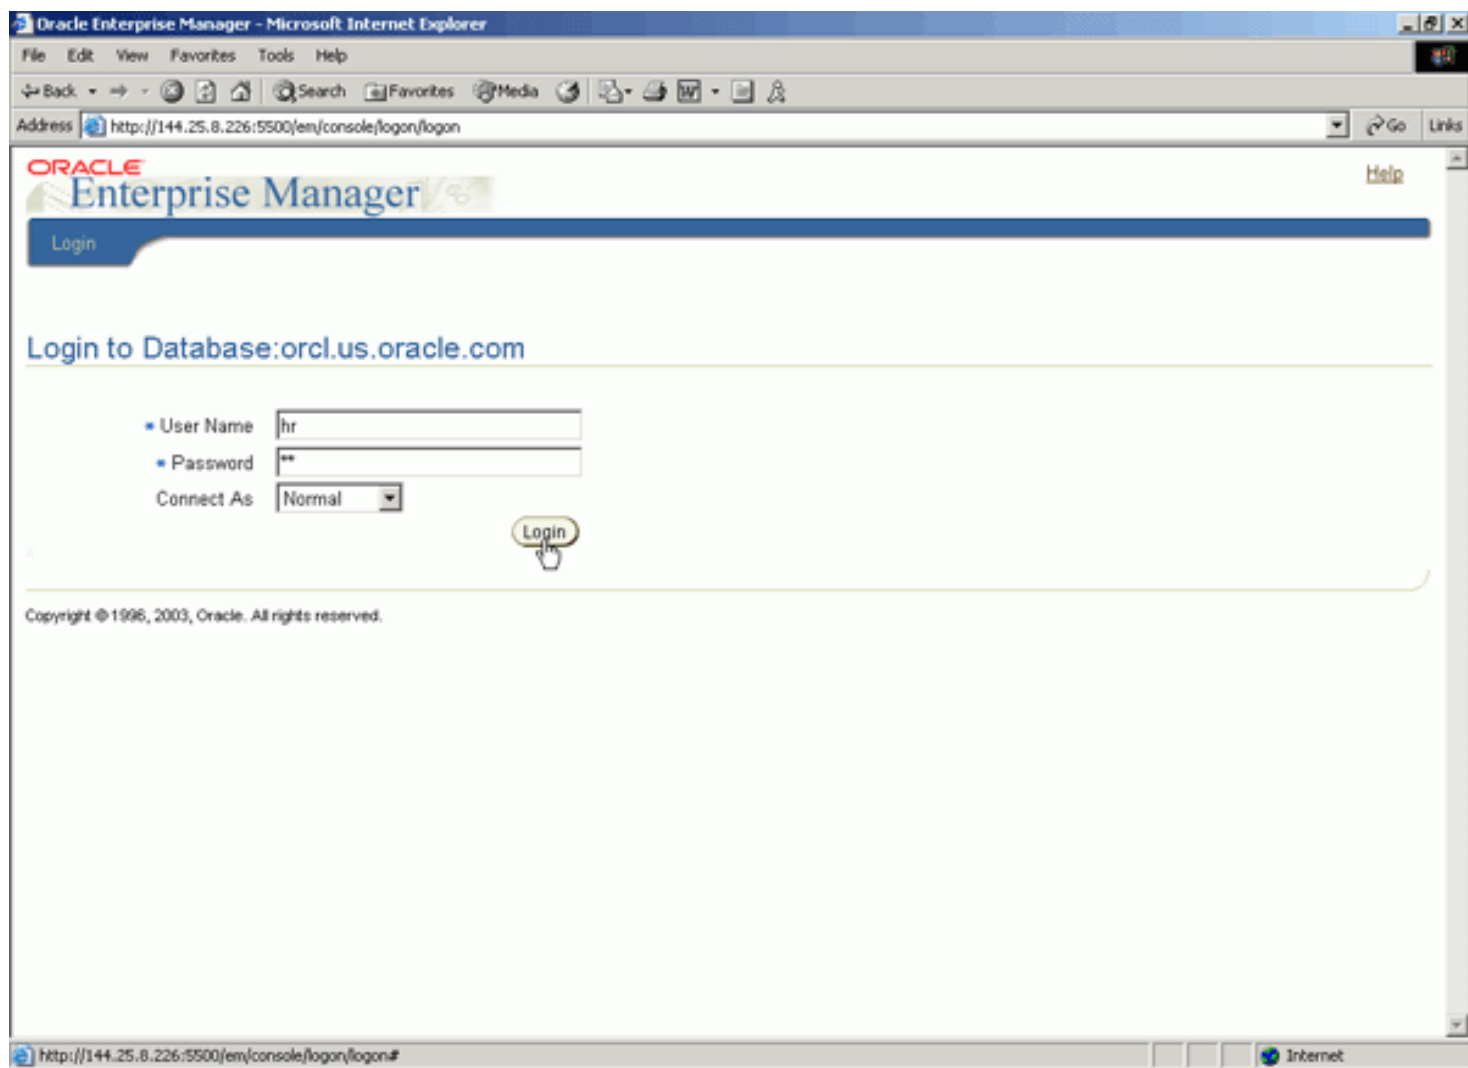 Oracle Enterprise Manager - Microsoft Internet Explorer
File Edit View Favorites Tools Help
Back Search Favorites Media
Address http://144.25.8.226:5500/em/console/logon/logon Go Links
ORACLE
Enterprise Manager
Help
Login
Login to Database:orcl.us.oracle.com
* User Name hr
* Password **
Connect As Normal
Login
Copyright © 1996, 2003, Oracle. All rights reserved.
http://144.25.8.226:5500/em/console/logon/logon# Internet